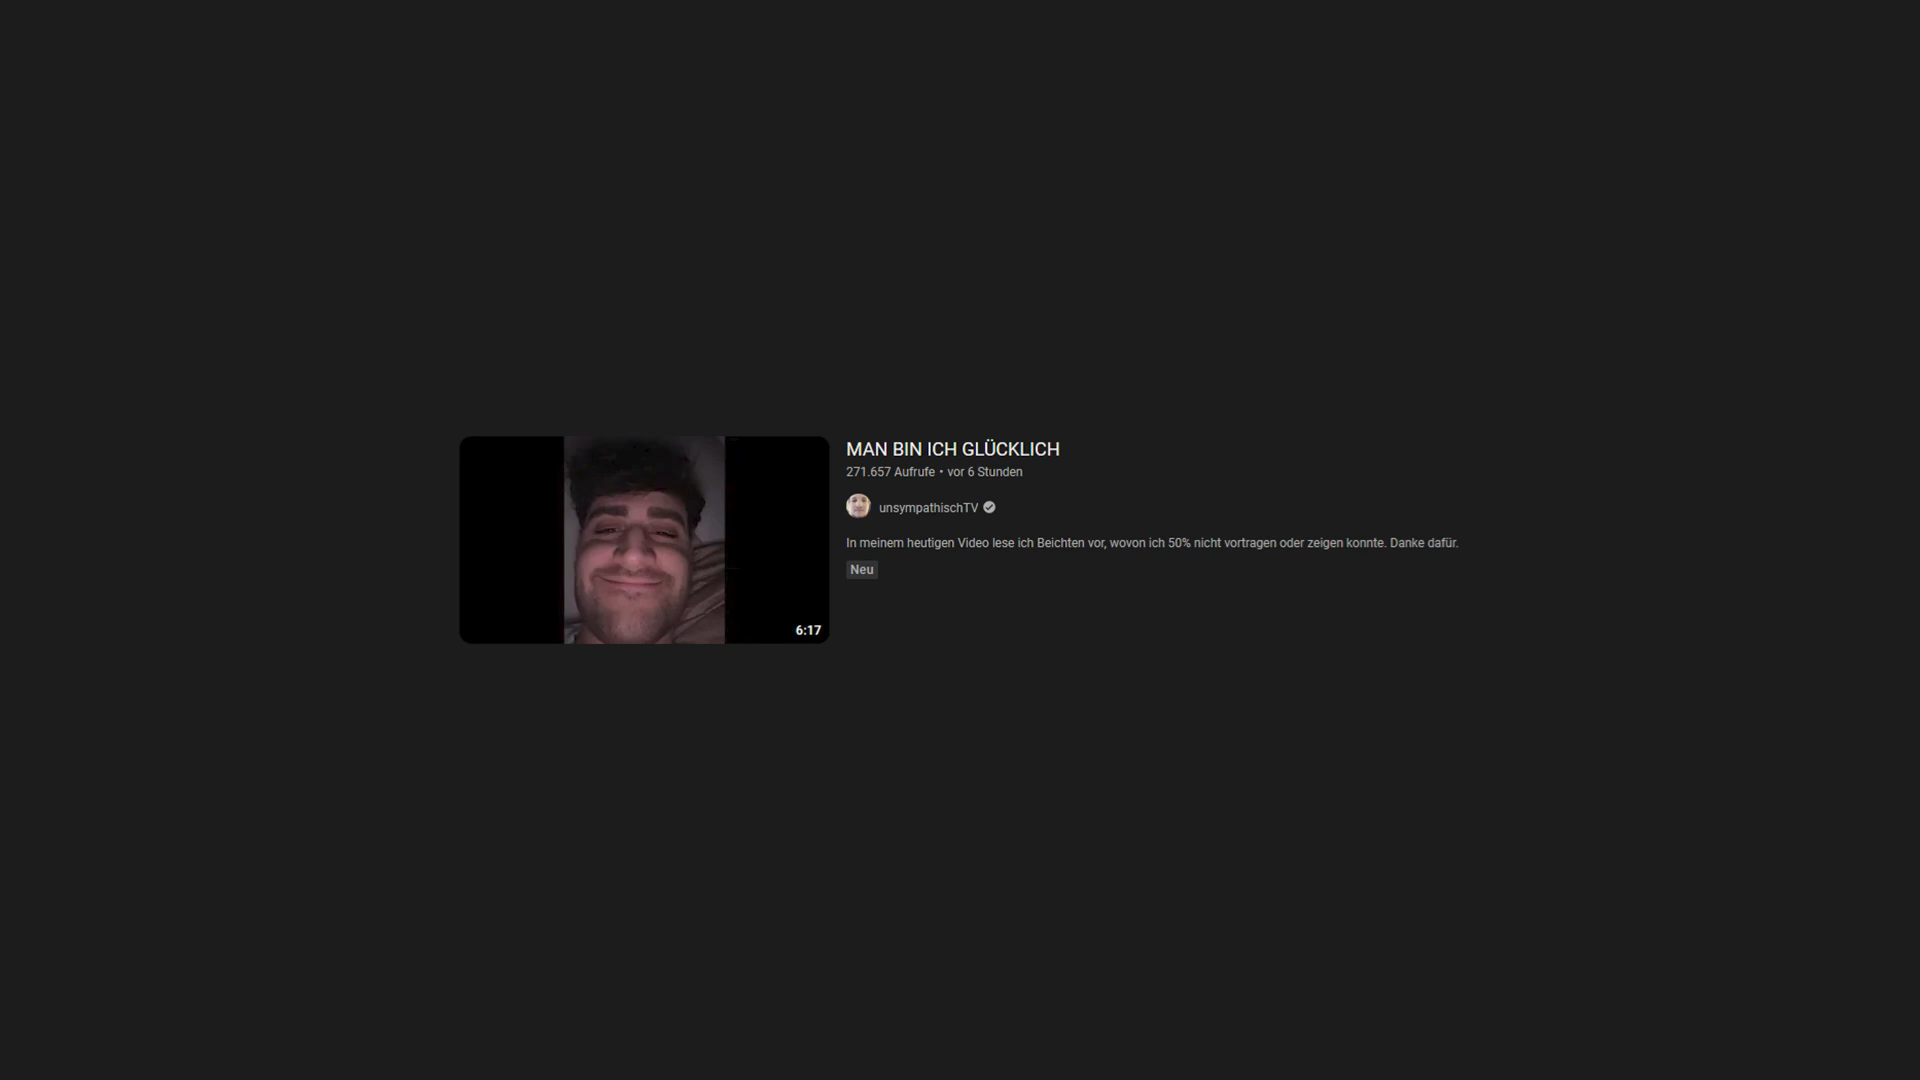 MAN BIN ICH GLÜCKLICH
271.657 Aufrufe • vor 6 Stunden
unsympathischTV
In meinem heutigen Video lese ich Beichten vor, wovon ich 50% nicht vortragen oder zeigen konnte. Danke dafür.
Neu
6:17